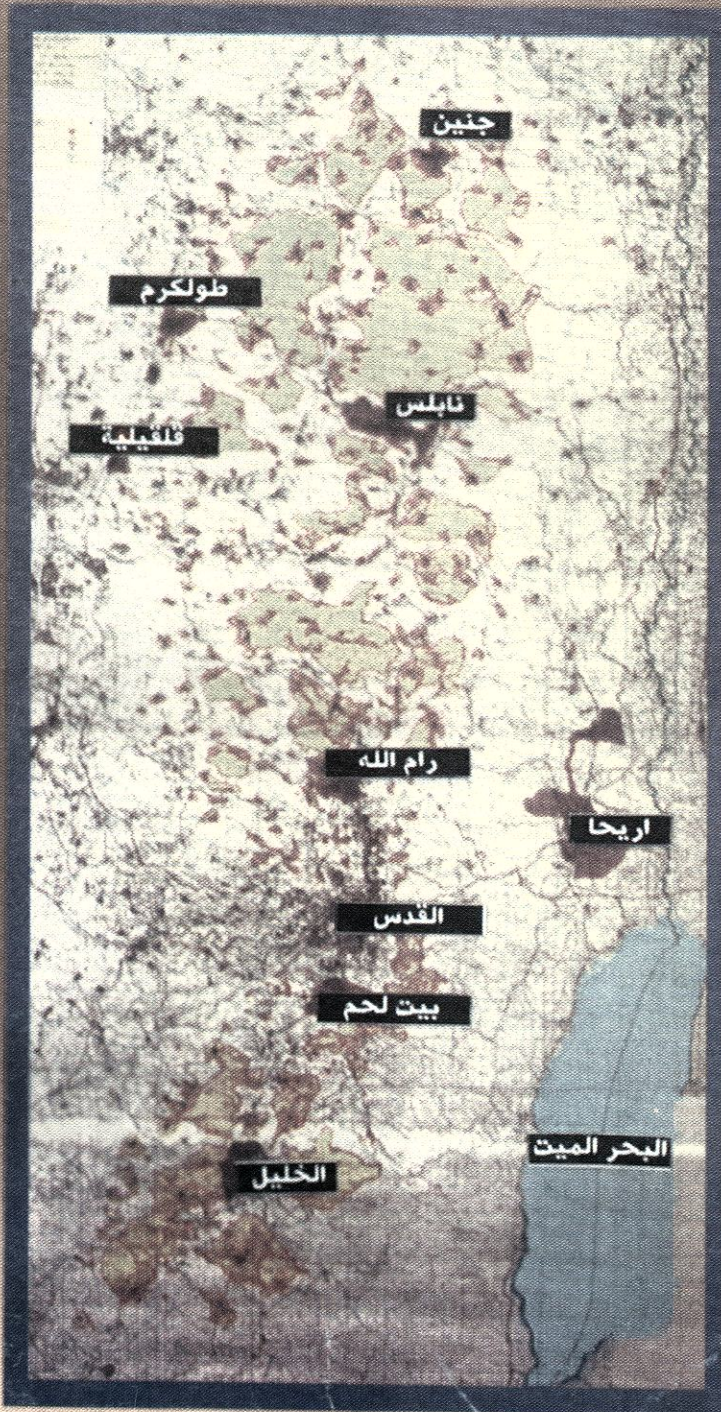 جنين
طولكرم
نابلس
قلقيلية
رام الله
اريحا
القدس
بيت لحم
البحر الميت
الخليل